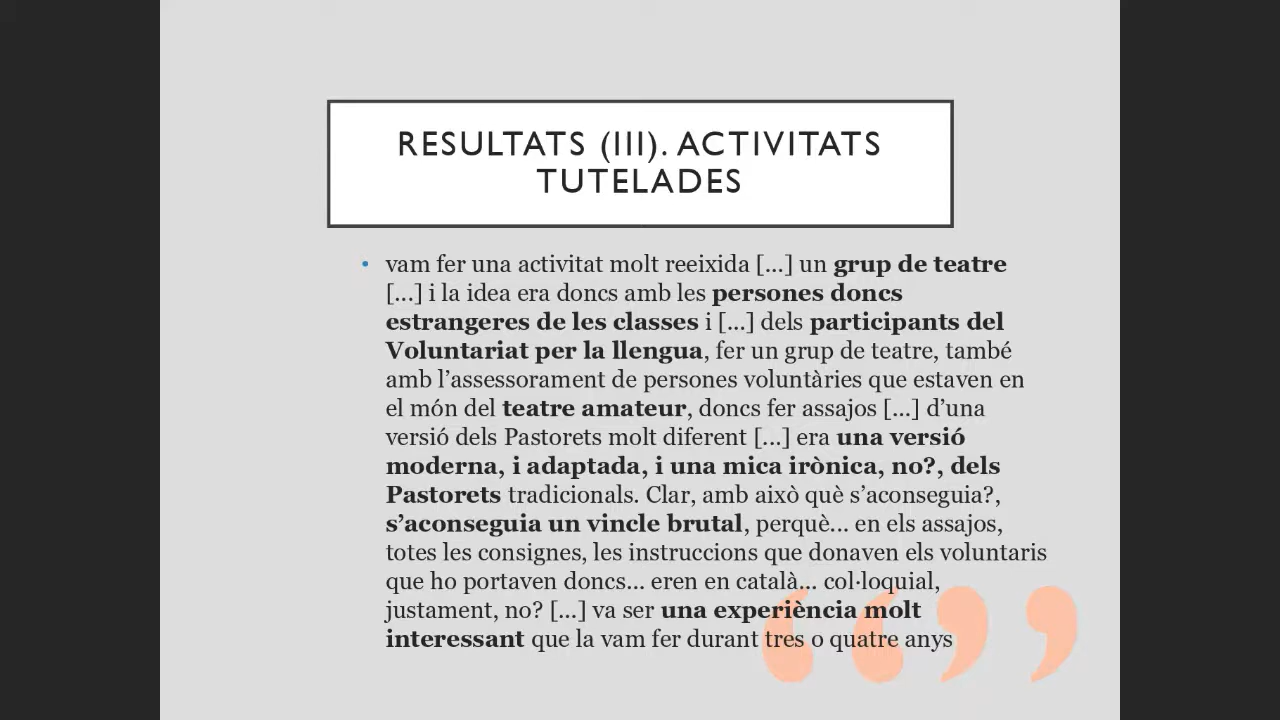 RESULTATS (III). ACTIVITATS
TUTELADES
• vam fer una activitat molt reeixida [...] un grup de teatre
[...] i la idea era doncs amb les persones doncs
estrangeres de les classes i [...] dels participants del
Voluntariat per la llengua, fer un grup de teatre, també
amb l’assessorament de persones voluntàries que estaven en
el món del teatre amateur, doncs fer assajos [...] d’una
versió dels Pastorets molt diferent [...] era una versió
moderna, i adaptada, i una mica irònica, no?, dels
Pastorets tradicionals. Clar, amb això què s’aconseguia?,
s’aconseguia un vincle brutal, perquè... en els assajos,
totes les consignes, les instruccions que donaven els voluntaris
que ho portaven doncs... eren en català... col·loquial,
justament, no? [...] va ser una experiència molt
interessant que la vam fer durant tres o quatre anys